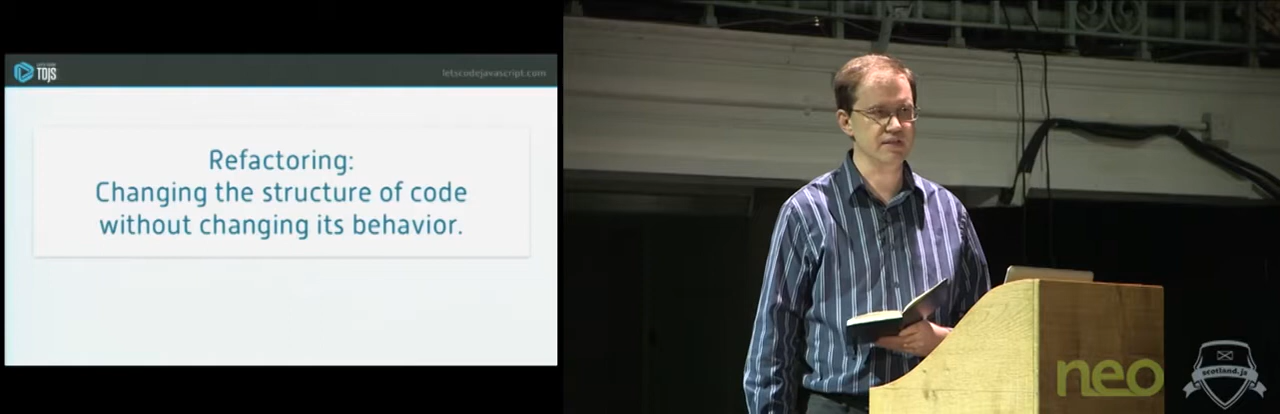 TDJS
letscodejavascript.com
Refactoring:
Changing the structure of code
without changing its behavior.
neo
scotland.js